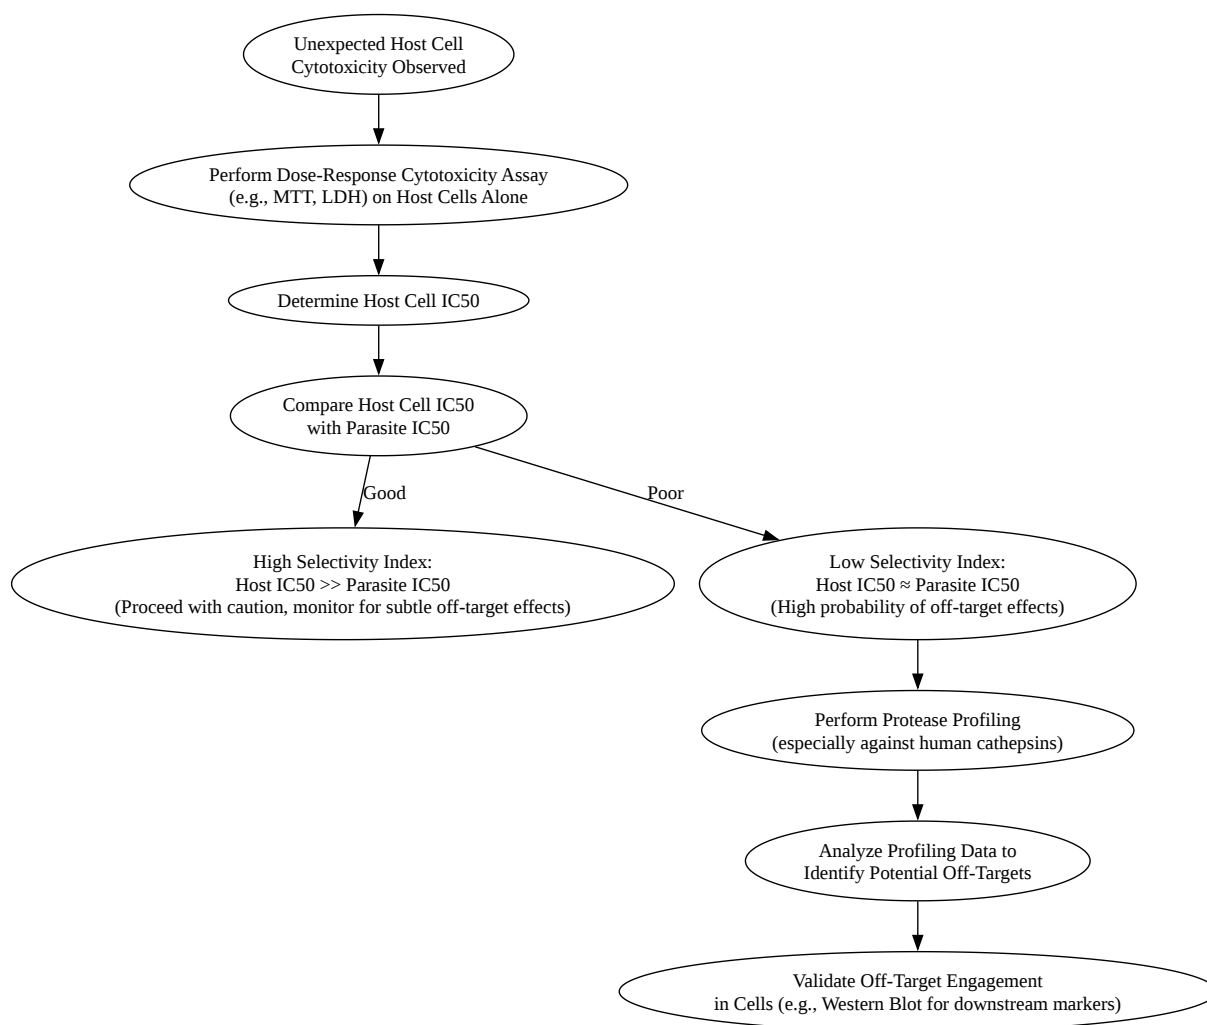 Unexpected Host Cell
Cytotoxicity Observed
Perform Dose-Response Cytotoxicity Assay
(e.g., MTT, LDH) on Host Cells Alone
Determine Host Cell IC50
Compare Host Cell IC50
with Parasite IC50
Good
Poor
High Selectivity Index:
Host IC50 >> Parasite IC50
(Proceed with caution, monitor for subtle off-target effects)
Low Selectivity Index:
Host IC50 ≈ Parasite IC50
(High probability of off-target effects)
Perform Protease Profiling
(especially against human cathepsins)
Analyze Profiling Data to
Identify Potential Off-Targets
Validate Off-Target Engagement
in Cells (e.g., Western Blot for downstream markers)